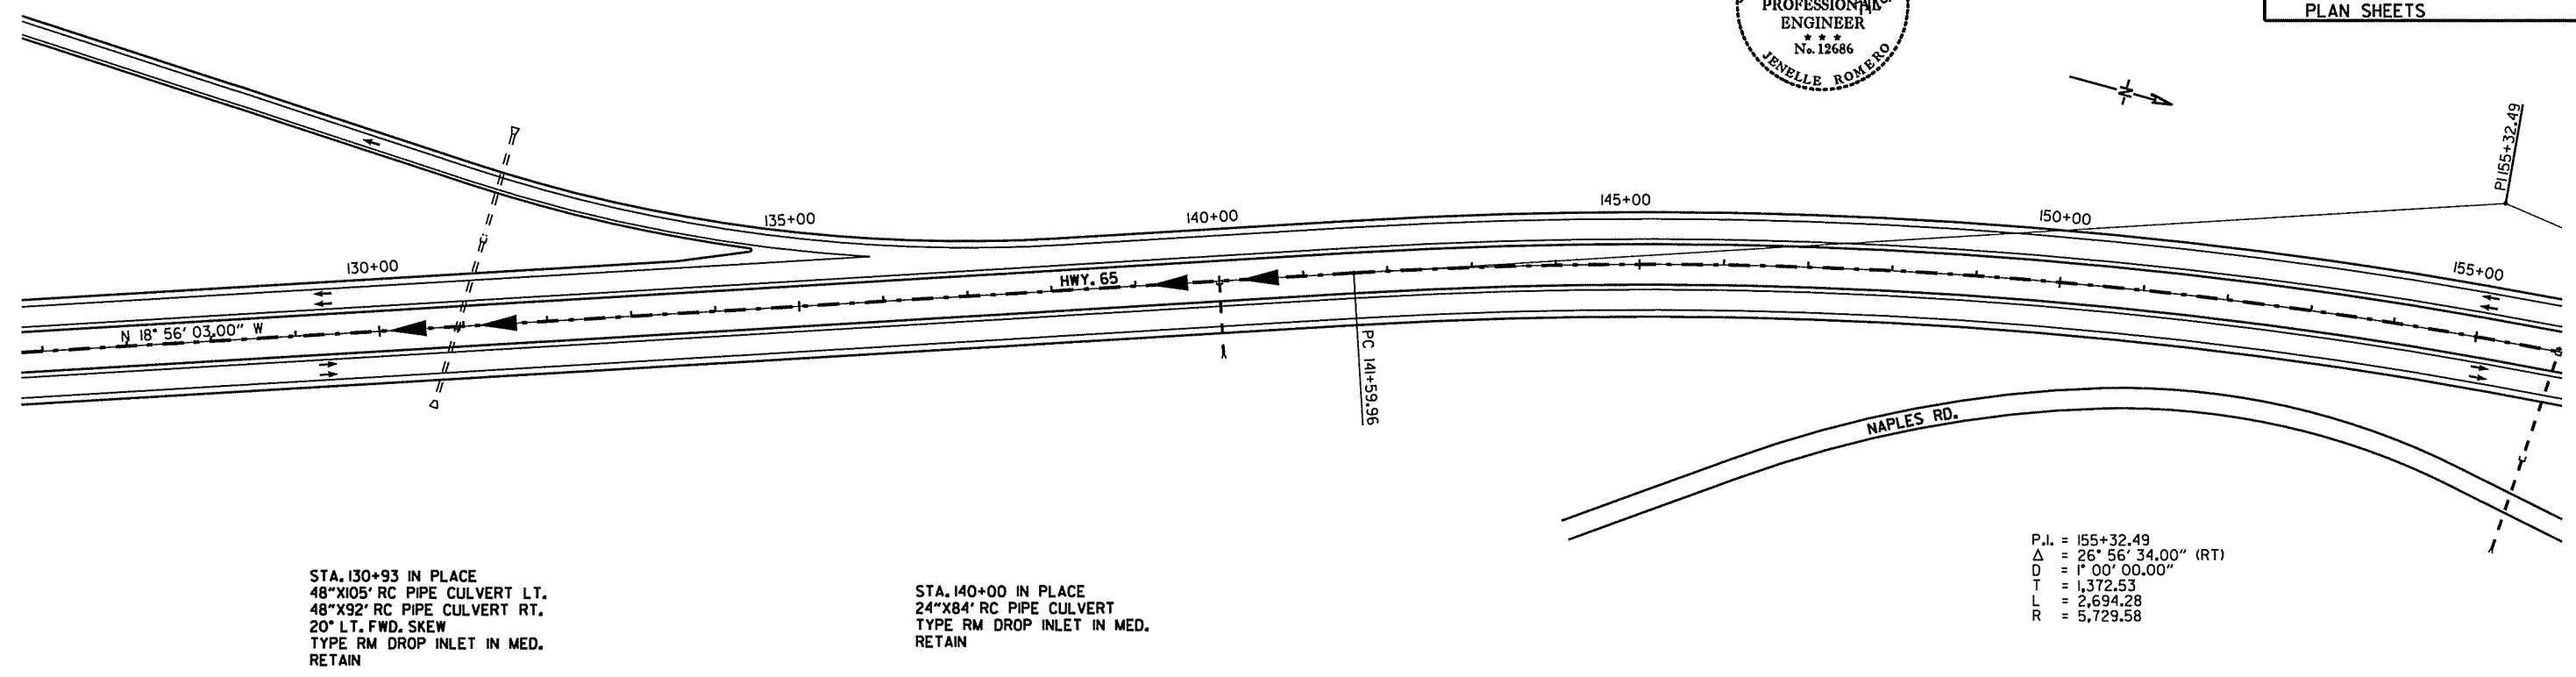 PROFESSIONAL
ENGINEER
* * *
No. 12686
JENELLE ROMERO
PLAN SHEETS
N
PI 155+32.49
130+00
135+00
140+00
145+00
150+00
155+00
HWY. 65
N 18° 56' 03.00" W
PC 141+59.96
NAPLES RD.
STA. 130+93 IN PLACE
48"X105' RC PIPE CULVERT LT.
48"X92' RC PIPE CULVERT RT.
20° LT. FWD. SKEW
TYPE RM DROP INLET IN MED.
RETAIN
STA. 140+00 IN PLACE
24"X84' RC PIPE CULVERT
TYPE RM DROP INLET IN MED.
RETAIN
P.I. = 155+32.49
Δ = 26° 56' 34.00" (RT)
D = 1° 00' 00.00"
T = 1,372.53
L = 2,694.28
R = 5,729.58